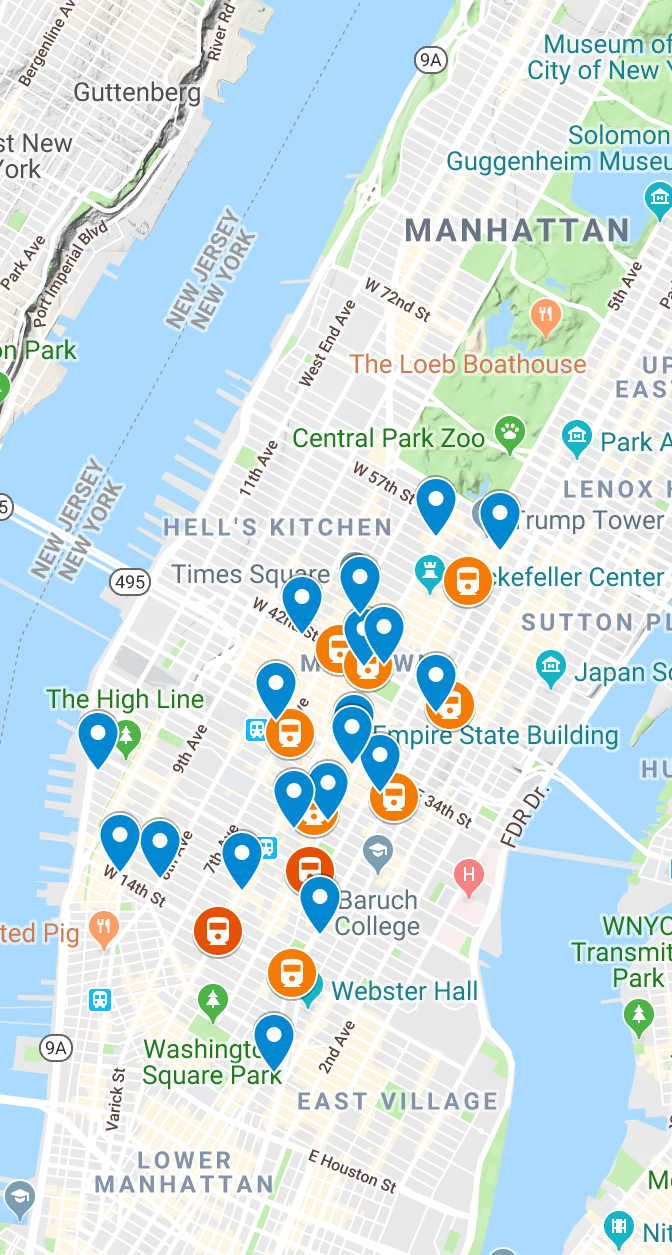 Bergenline Av
River Rd
9A
Museum of
City of New Y
Guttenberg
st New
York
Solomon
Guggenheim Museu
MANHATTAN
Park Ave
Port Imperial Blvd
NEW JERSEY
NEW YORK
W 72nd St
5th Ave
West End Ave
on Park
The Loeb Boathouse
UP
EAS
Central Park Zoo
Park A
11th Ave
W 57th St
LENOX H
5
NEW JERSEY
NEW YORK
HELL'S KITCHEN
Trump Tower
495
Times Square
ckefeller Center
W 42nd St
SUTTON PL
M
W
Japan So
The High Line
e
9th Ave
Empire State Building
HU
E 34th St
FDR Dr.
7th Ave
8th Ave
W 14th St
H
Baruch
College
ted Pig
WNYC
Transmit
Park
Webster Hall
9A
Washingto
Square Park
2nd Ave
Varick St
EAST VILLAGE
LOWER
MANHATTAN
E Houston St
M
Nit